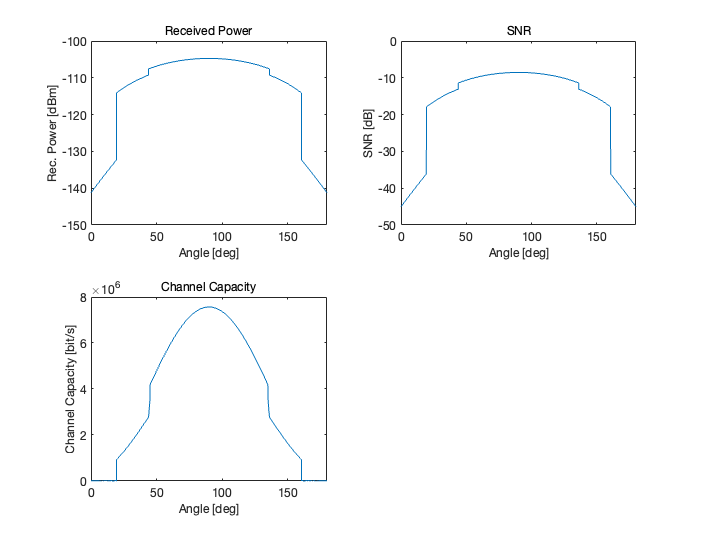 Received Power
-100
-110
-120
-130
-140
-150
Rec. Power [dBm]
0 50 100 150
Angle [deg]
SNR
0
-10
-20
-30
-40
-50
SNR [dB]
0 50 100 150
Angle [deg]
Channel Capacity
×10⁶
8
6
4
2
0
Channel Capacity [bit/s]
0 50 100 150
Angle [deg]